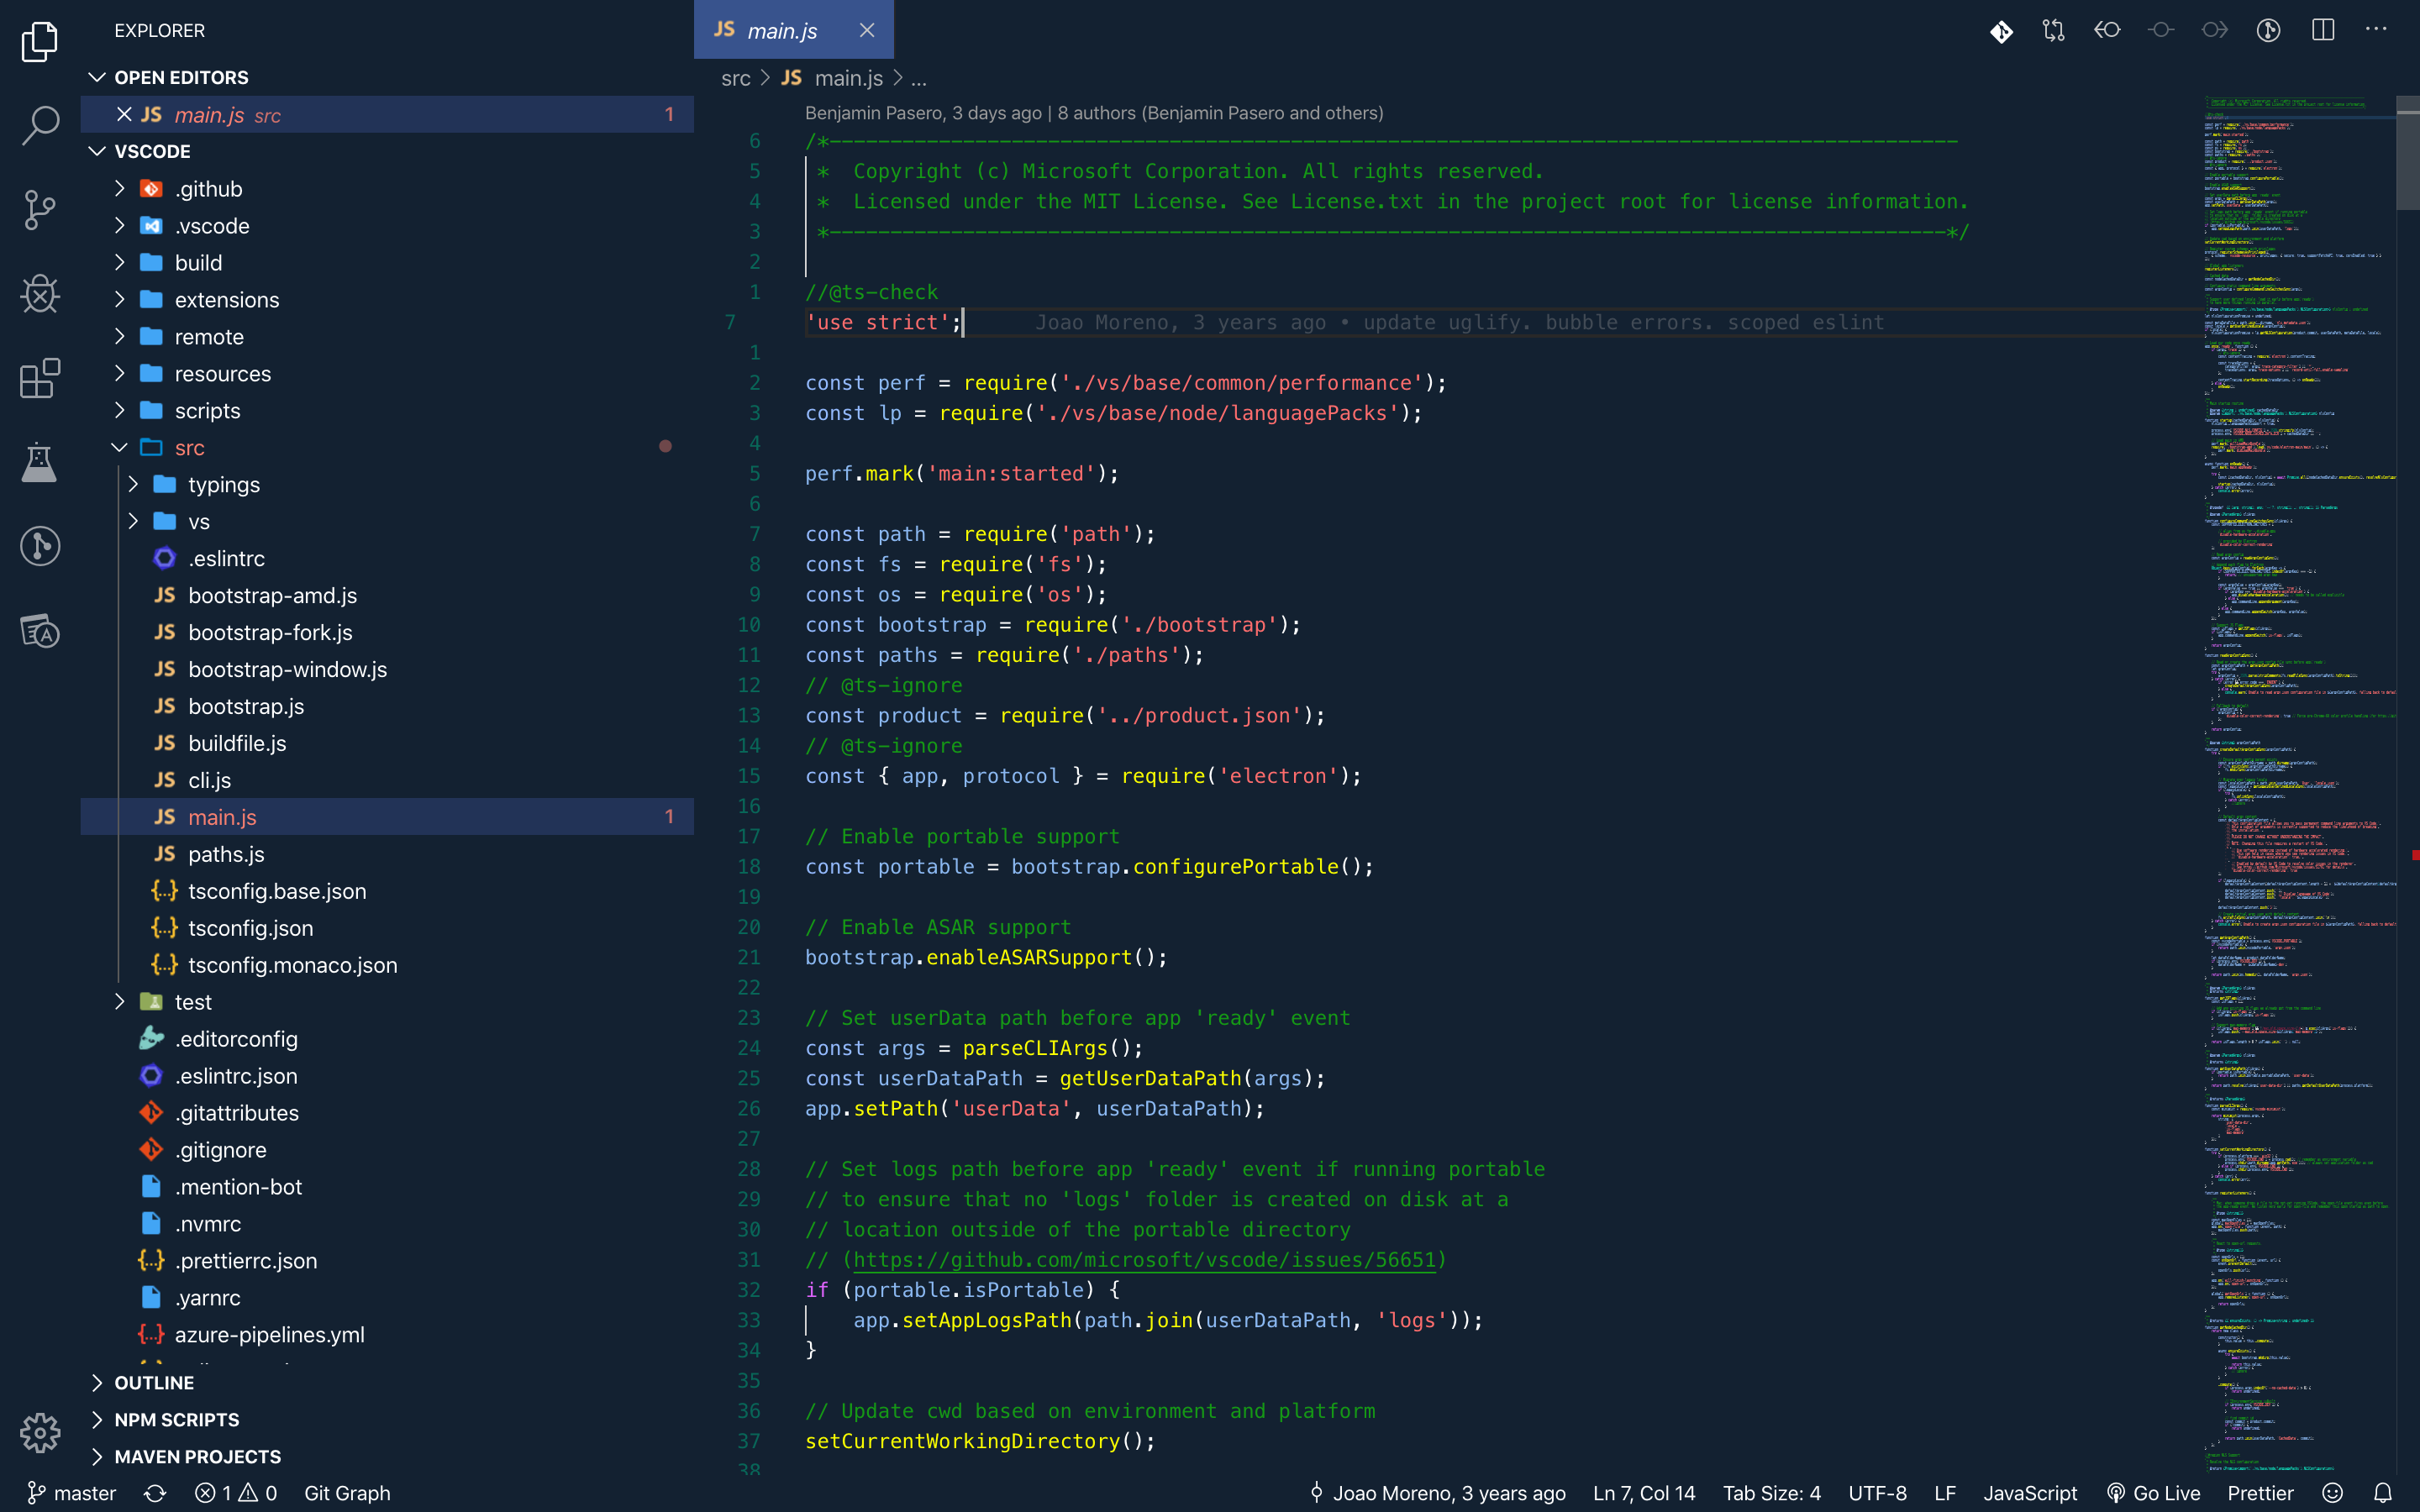 EXPLORER
OPEN EDITORS
JS main.js src 1
VSCODE
.github
.vscode
build
extensions
remote
resources
scripts
src
typings
vs
.eslintrc
JS bootstrap-amd.js
JS bootstrap-fork.js
JS bootstrap-window.js
JS bootstrap.js
JS buildfile.js
JS cli.js
JS main.js 1
JS paths.js
{..} tsconfig.base.json
{..} tsconfig.json
{..} tsconfig.monaco.json
test
.editorconfig
.eslintrc.json
.gitattributes
.gitignore
.mention-bot
.nvmrc
{..} .prettierrc.json
.yarnrc
{..} azure-pipelines.yml
OUTLINE
NPM SCRIPTS
MAVEN PROJECTS
JS main.js
src > JS main.js > ...
Benjamin Pasero, 3 days ago | 8 authors (Benjamin Pasero and others)
6 /*---------------------------------------------------------------------------------------------
5 *  Copyright (c) Microsoft Corporation. All rights reserved.
4 *  Licensed under the MIT License. See License.txt in the project root for license information.
3 *--------------------------------------------------------------------------------------------*/
2
1 //@ts-check
7 'use strict'; Joao Moreno, 3 years ago • update uglify. bubble errors. scoped eslint
1
2 const perf = require('./vs/base/common/performance');
3 const lp = require('./vs/base/node/languagePacks');
4
5 perf.mark('main:started');
6
7 const path = require('path');
8 const fs = require('fs');
9 const os = require('os');
10 const bootstrap = require('./bootstrap');
11 const paths = require('./paths');
12 // @ts-ignore
13 const product = require('../product.json');
14 // @ts-ignore
15 const { app, protocol } = require('electron');
16
17 // Enable portable support
18 const portable = bootstrap.configurePortable();
19
20 // Enable ASAR support
21 bootstrap.enableASARSupport();
22
23 // Set userData path before app 'ready' event
24 const args = parseCLIArgs();
25 const userDataPath = getUserDataPath(args);
26 app.setPath('userData', userDataPath);
27
28 // Set logs path before app 'ready' event if running portable
29 // to ensure that no 'logs' folder is created on disk at a
30 // location outside of the portable directory
31 // (https://github.com/microsoft/vscode/issues/56651)
32 if (portable.isPortable) {
33 app.setAppLogsPath(path.join(userDataPath, 'logs'));
34 }
35
36 // Update cwd based on environment and platform
37 setCurrentWorkingDirectory();
38
master 1 0 Git Graph Joao Moreno, 3 years ago Ln 7, Col 14 Tab Size: 4 UTF-8 LF JavaScript Go Live Prettier